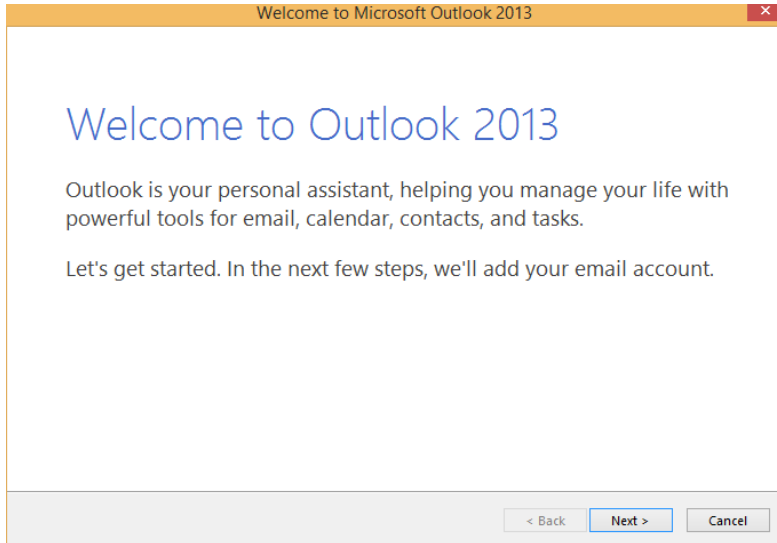 Welcome to Microsoft Outlook 2013
Welcome to Outlook 2013
Outlook is your personal assistant, helping you manage your life with
powerful tools for email, calendar, contacts, and tasks.
Let's get started. In the next few steps, we'll add your email account.
< Back Next > Cancel